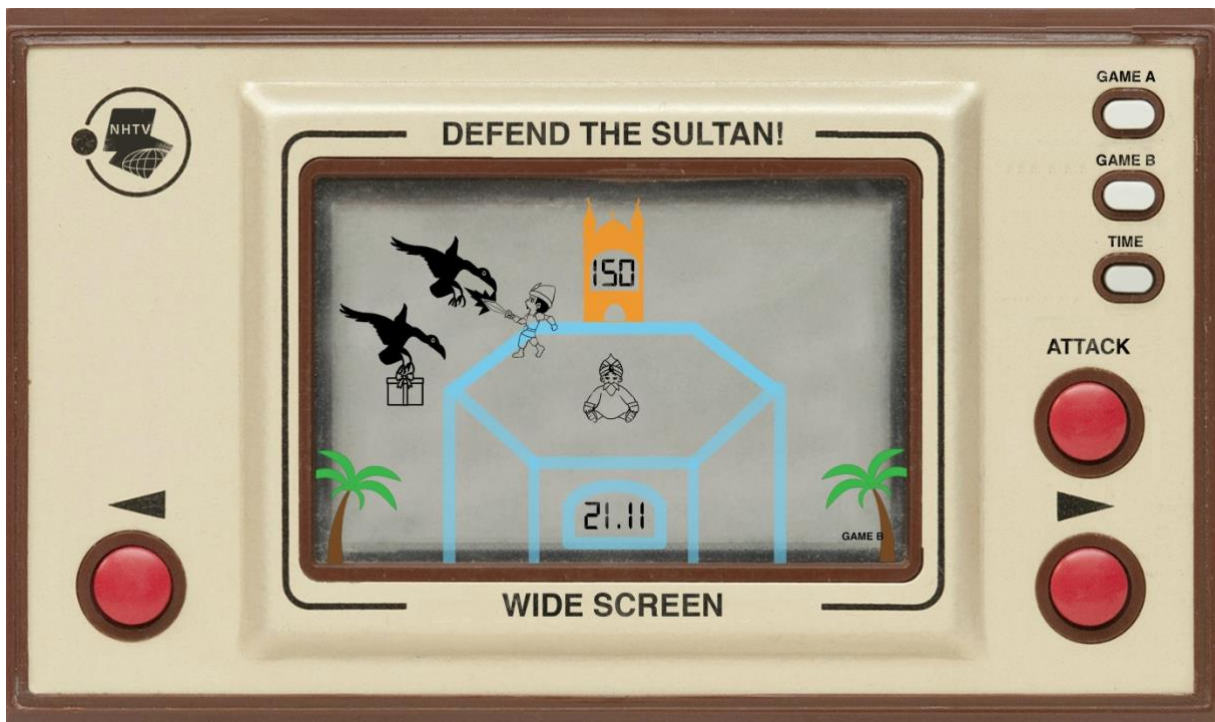 GAME A
NHTV
DEFEND THE SULTAN!
GAME B
TIME
150
ATTACK
21.11
GAME B
WIDE SCREEN